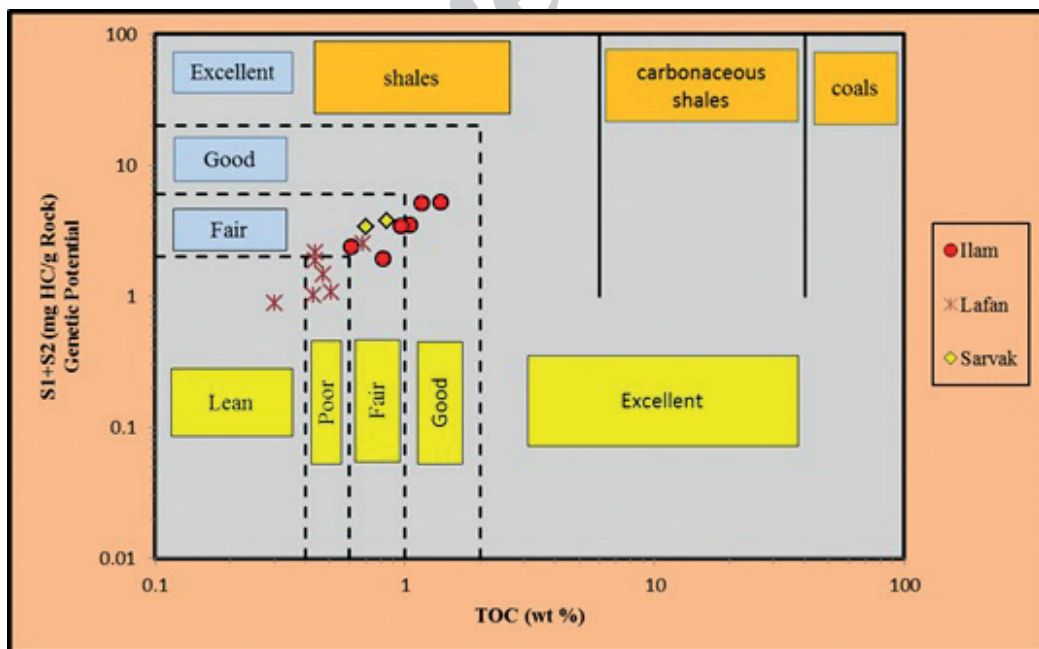 100
10
1
0.1
0.01
S1+S2 (mg HC/g Rock)
Genetic Potential
Excellent
Good
Fair
shales
carbonaceous
shales
coals
Lean
Poor
Fair
Good
Excellent
0.1
1
10
100
TOC (wt %)
Ilam
Lafan
Sarvak